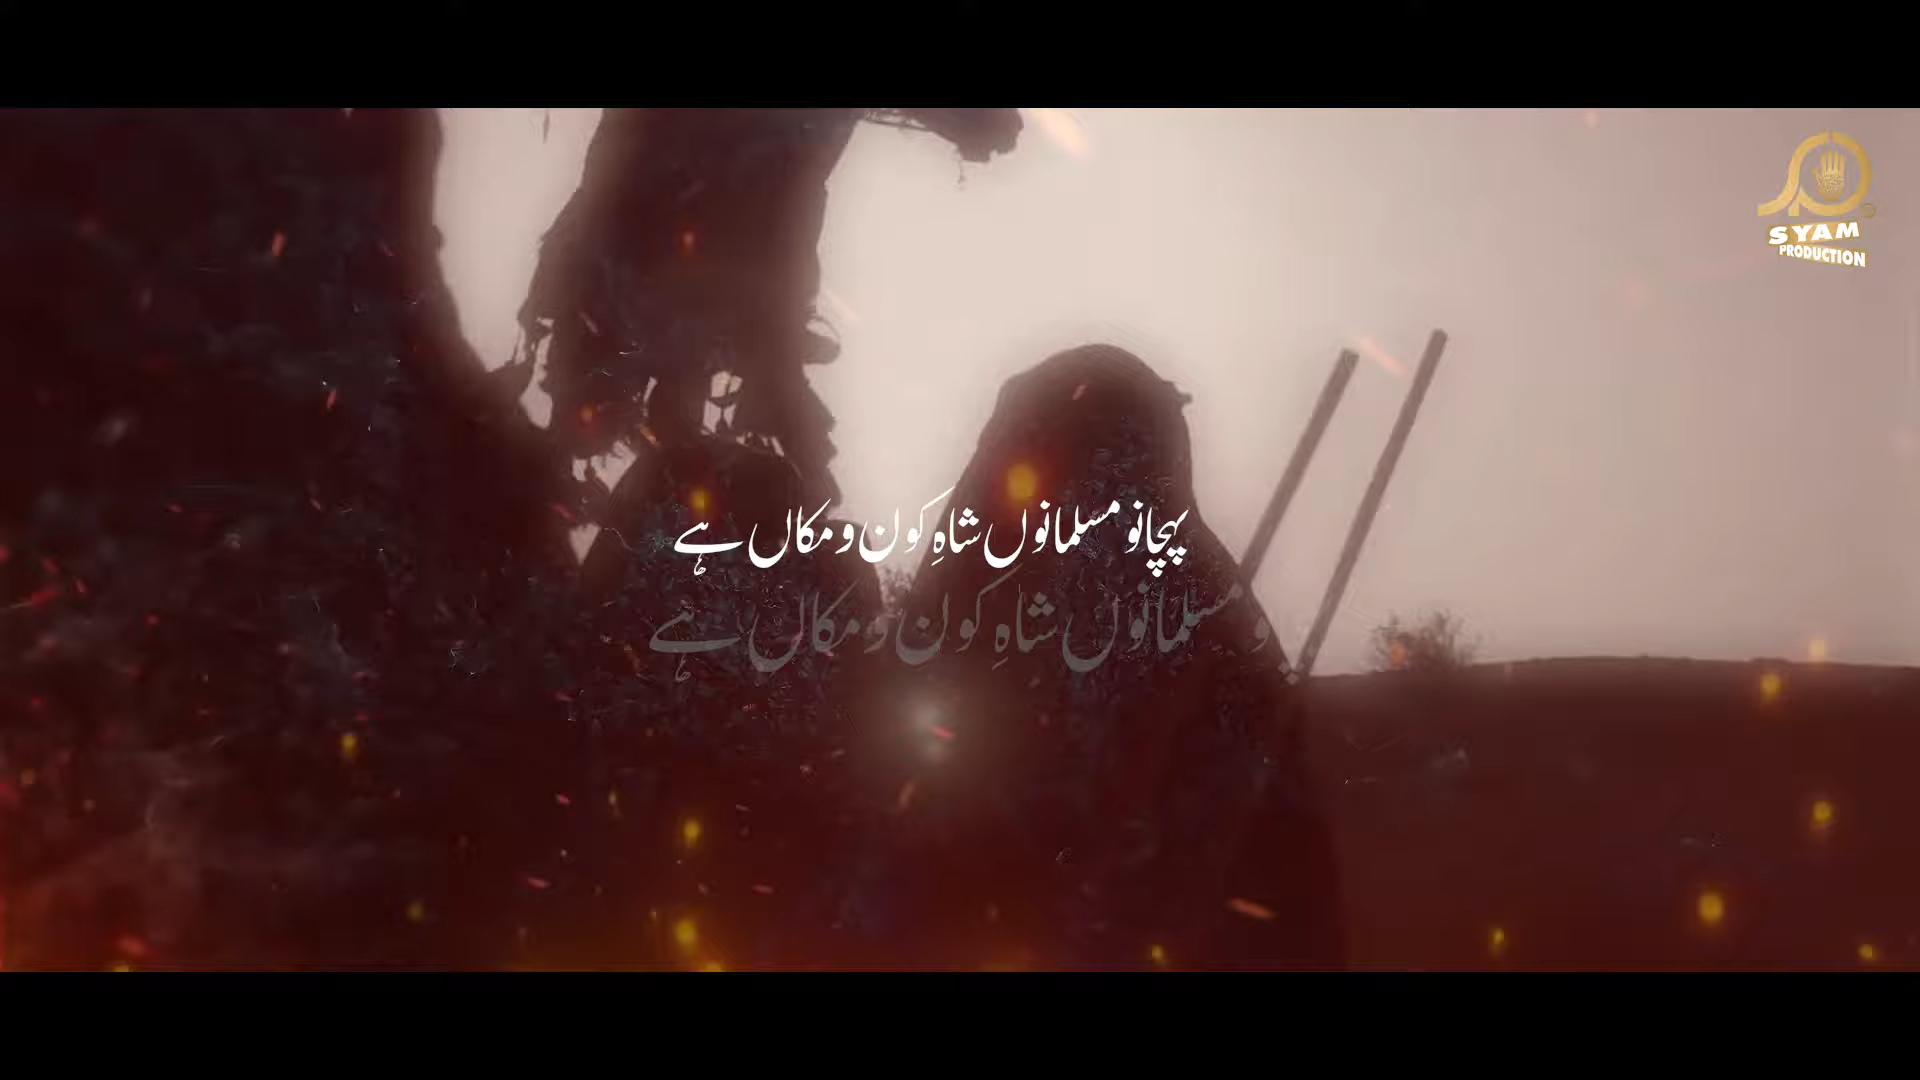 SYAM
PRODUCTION
پہچانو مسلمانوں شاہِ کون و مکاں ہے
و مسلمانوں شاہِ کون و مکاں ہے